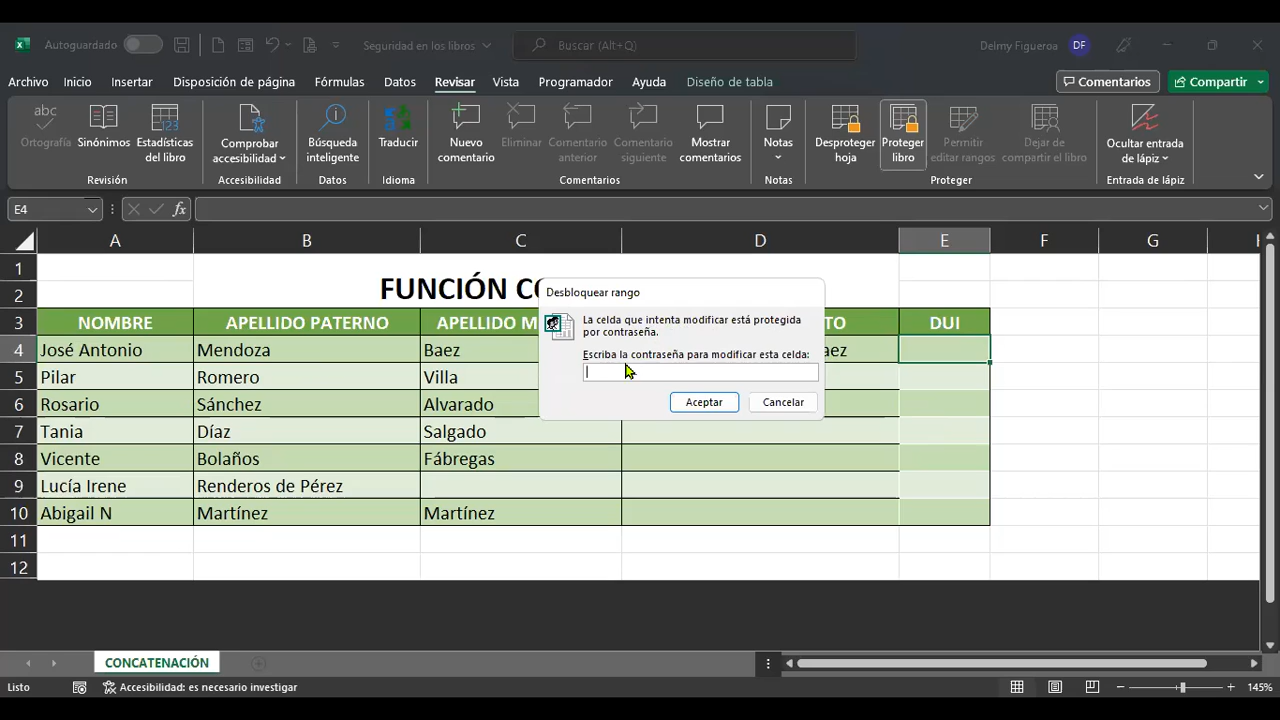 Autoguardado
Seguridad en los libros
Buscar (Alt+Q)
Delmy Figueroa
DF
Archivo
Inicio
Insertar
Disposición de página
Fórmulas
Datos
Revisar
Vista
Programador
Ayuda
Diseño de tabla
Comentarios
Compartir
abc
Ortografía
Sinónimos
123
Estadísticas
del libro
Revisión
Comprobar
accesibilidad
Accesibilidad
Búsqueda
inteligente
Datos
Traducir
Idioma
Nuevo
comentario
Eliminar
Comentario
anterior
Comentario
siguiente
Mostrar
comentarios
Comentarios
Notas
Notas
Desproteger
hoja
Proteger
libro
Permitir
editar rangos
Dejar de
compartir el libro
Proteger
Ocultar entrada
de lápiz
Entrada de lápiz
E4
fx
A B C D E F G H
1
2 FUNCIÓN CO
3 NOMBRE APELLIDO PATERNO APELLIDO M TO DUI
4 José Antonio Mendoza Baez aez
5 Pilar Romero Villa
6 Rosario Sánchez Alvarado
7 Tania Díaz Salgado
8 Vicente Bolaños Fábregas
9 Lucía Irene Renderos de Pérez
10 Abigail N Martínez Martínez
11
12
Desbloquear rango
La celda que intenta modificar está protegida
por contraseña.
Escriba la contraseña para modificar esta celda:
Aceptar
Cancelar
CONCATENACIÓN
Listo
Accesibilidad: es necesario investigar
145%